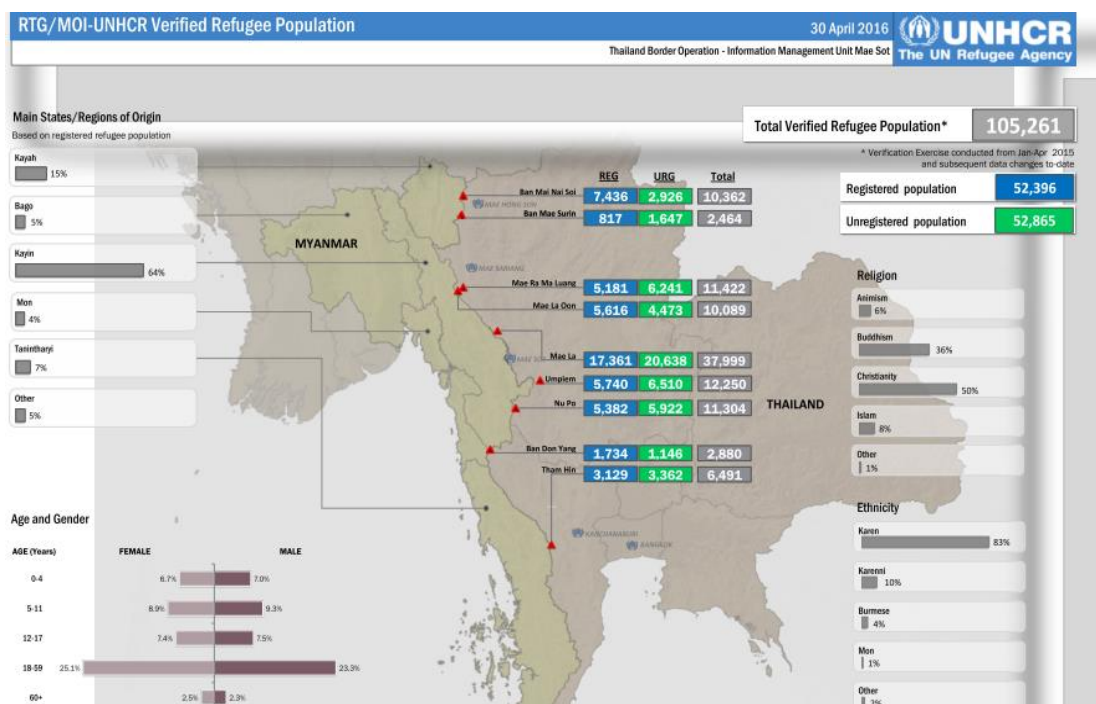 RTG/MOI-UNHCR Verified Refugee Population
30 April 2016
UNHCR
The UN Refugee Agency
Thailand Border Operation - Information Management Unit Mae Sot
Main States/Regions of Origin
Based on registered refugee population
Kayah
15%
Bago
5%
Kayin
64%
Mon
4%
Tanintharyi
7%
Other
5%
Total Verified Refugee Population* 105,261
* Verification Exercise conducted from Jan-Apr 2015
and subsequent data changes to-date
Registered population 52,396
Unregistered population 52,865
REG URG Total
Ban Mai Nai Soi 7,436 2,926 10,362
Ban Mae Surin 817 1,647 2,464
Mae Ra Ma Luang 5,181 6,241 11,422
Mae La Oon 5,616 4,473 10,089
Mae La 17,361 20,638 37,999
Umpiem 5,740 6,510 12,250
Nu Po 5,382 5,922 11,304
Ban Don Yang 1,734 1,146 2,880
Tham Hin 3,129 3,362 6,491
MYANMAR
THAILAND
MAE HONG SON
MAE SARIANG
MAE
KANCHANABURI
BANGKOK
Religion
Animism
6%
Buddhism
36%
Christianity
50%
Islam
8%
Other
1%
Ethnicity
Karen
83%
Karenni
10%
Burmese
4%
Mon
1%
Other
Age and Gender
AGE (Years) FEMALE MALE
0-4 6.7% 7.0%
5-11 8.9% 9.3%
12-17 7.4% 7.5%
18-59 25.1% 23.3%
60+ 2.5% 2.3%